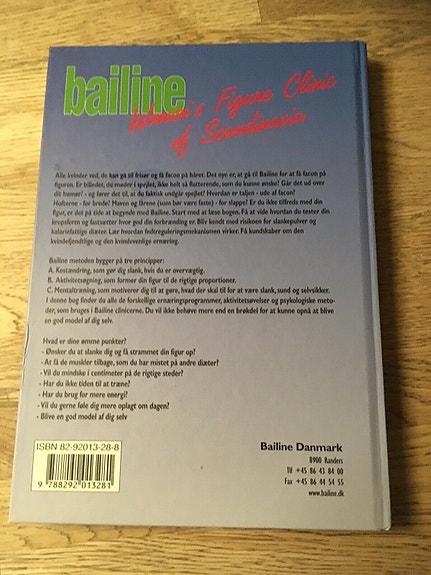 bailine
Women's Figure Clinic
of Scandinavia
Alle kvinder ved, de kan gå til frisør og få facon på håret. Det nye er, at gå til Bailine for at få facon på
figuren. Er billedet, du møder i spejlet, ikke helt så flatterende, som du kunne ønske? Går det ud over
dit humør? - og fører det til, at du faktisk undgår spejlet? Hvordan er taljen - ude af facon?
Hofterne - for brede? Maven og lårene (som bør være faste) - for slappe? Er du ikke tilfreds med din
figur, er det på tide at begynde med Bailine. Start med at læse bogen. Få at vide hvordan du tester din
kropsform og fastsætter hvor god din forbrænding er. Bliv kendt med risikoen for slankepulver og
kaloriefattige diæter. Lær hvordan fedtreguleringsmekanismen virker. Få kundskaber om den
kvindefjendtlige og den kvindevenlige ernæring.
Bailine metoden bygger på tre principper:
A. Kostændring, som gør dig slank, hvis du er overvægtig.
B. Aktivitetsøgning, som former din figur til de rigtige proportioner.
C. Mentaltræning, som motiverer dig til at gøre, hvad der skal til for at være slank, sund og selvsikker.
I denne bog finder du alle de forskellige ernæringsprogrammer, aktivitetsøvelser og psykologiske meto-
der, som bruges i Bailine clinicerne. Du vil ikke behøve mere end en brøkdel for at kunne opnå at blive
en god model af dig selv.
Hvad er dine ømme punkter?
- Ønsker du at slanke dig og få strammet din figur op?
- At få de muskler tilbage, som du har mistet på andre diæter?
- Vil du mindske i centimeter på de rigtige steder?
- Har du ikke tiden til at træne?
- Har du brug for mere energi?
- Vil du gerne føle dig mere oplagt om dagen?
- Blive en god model af dig selv
ISBN 82-92013-28-8
9 788292 013281
Bailine Danmark
8900 Randers
Tlf +45 86 43 84 00
Fax +45 86 44 54 55
www.bailine.dk